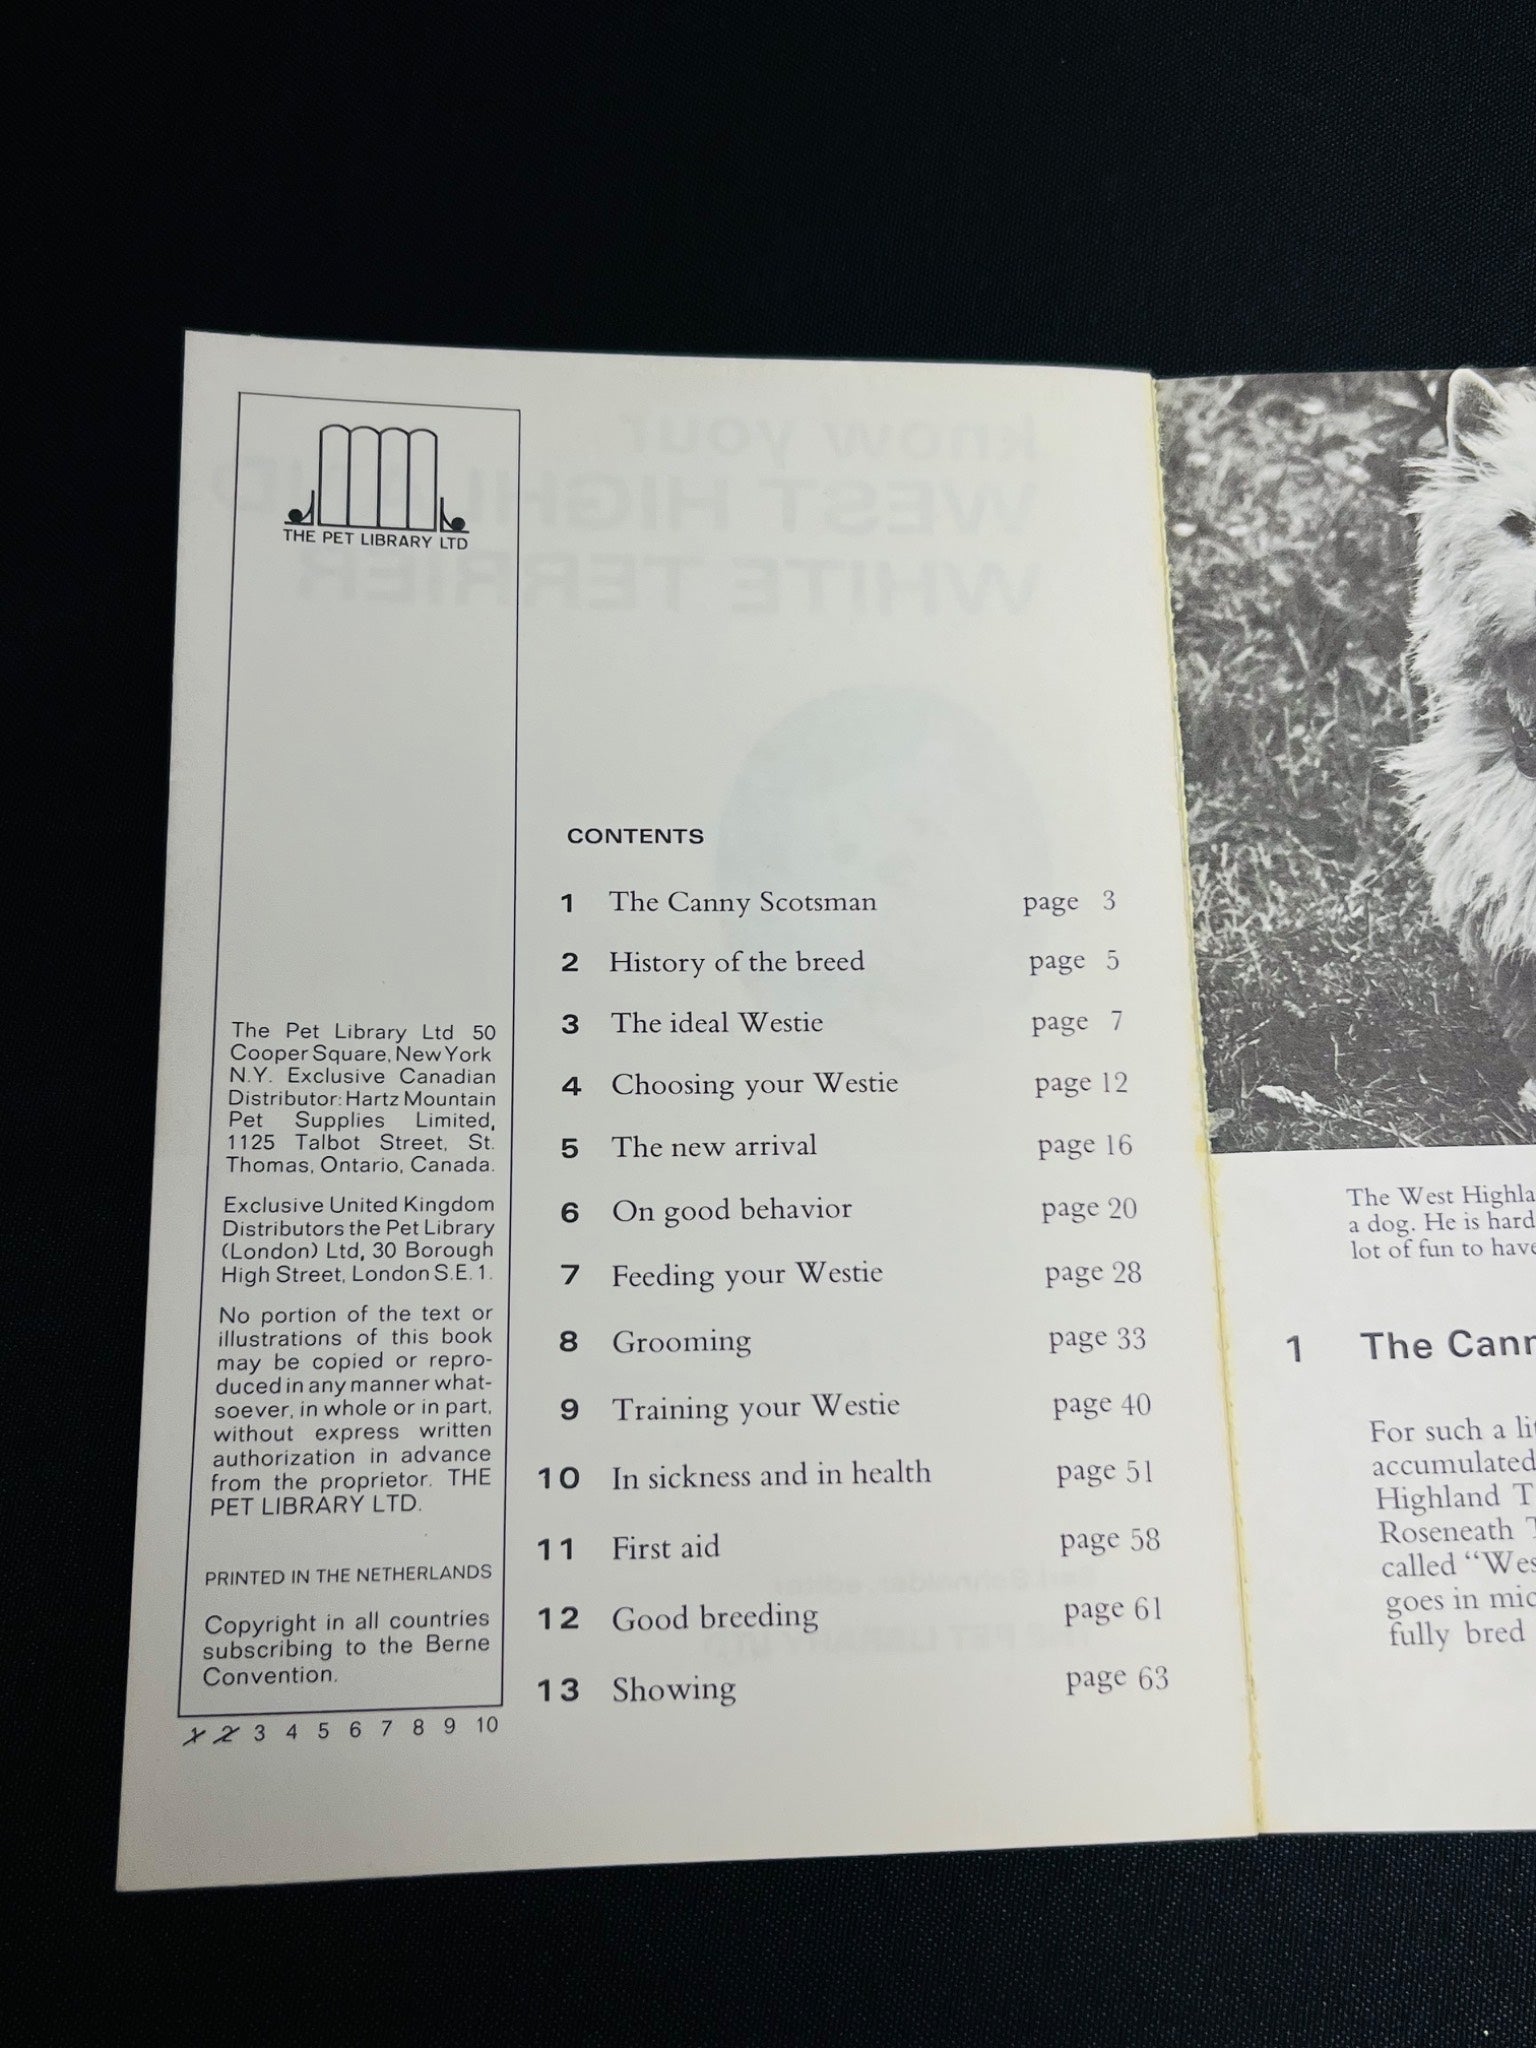 THE PET LIBRARY LTD
The Pet Library Ltd 50
Cooper Square, New York
N.Y. Exclusive Canadian
Distributor: Hartz Mountain
Pet Supplies Limited,
1125 Talbot Street, St.
Thomas, Ontario, Canada.
Exclusive United Kingdom
Distributors the Pet Library
(London) Ltd, 30 Borough
High Street, London S.E.1.
No portion of the text or
illustrations of this book
may be copied or repro-
duced in any manner what-
soever, in whole or in part,
without express written
authorization in advance
from the proprietor. THE
PET LIBRARY LTD.
PRINTED IN THE NETHERLANDS
Copyright in all countries
subscribing to the Berne
Convention.
1 2 3 4 5 6 7 8 9 10
know your
WEST HIGHLAND
WHITE TERRIER
CONTENTS
1 The Canny Scotsman page 3
2 History of the breed page 5
3 The ideal Westie page 7
4 Choosing your Westie page 12
5 The new arrival page 16
6 On good behavior page 20
7 Feeding your Westie page 28
8 Grooming page 33
9 Training your Westie page 40
10 In sickness and in health page 51
11 First aid page 58
12 Good breeding page 61
13 Showing page 63
The West Highla
a dog. He is hard
lot of fun to have
1 The Cann
For such a lit
accumulated
Highland T
Roseneath T
called "Wes
goes in mic
fully bred